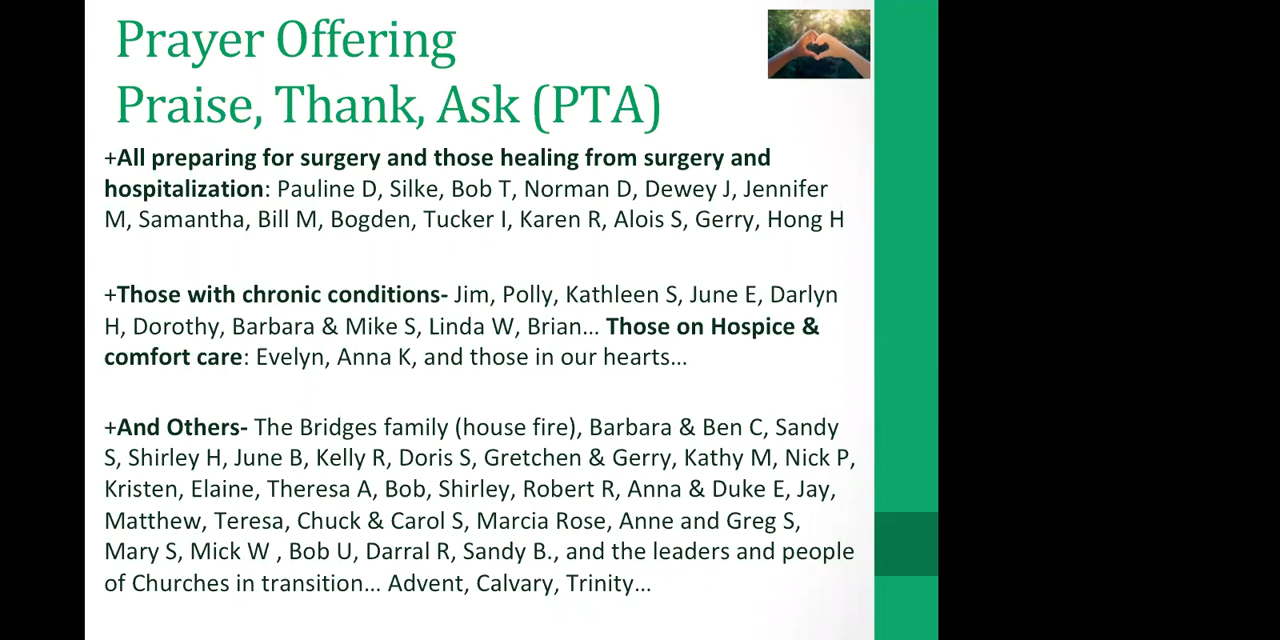 Prayer Offering
Praise, Thank, Ask (PTA)
+All preparing for surgery and those healing from surgery and
hospitalization: Pauline D, Silke, Bob T, Norman D, Dewey J, Jennifer
M, Samantha, Bill M, Bogden, Tucker I, Karen R, Alois S, Gerry, Hong H
+Those with chronic conditions- Jim, Polly, Kathleen S, June E, Darlyn
H, Dorothy, Barbara & Mike S, Linda W, Brian... Those on Hospice &
comfort care: Evelyn, Anna K, and those in our hearts...
+And Others- The Bridges family (house fire), Barbara & Ben C, Sandy
S, Shirley H, June B, Kelly R, Doris S, Gretchen & Gerry, Kathy M, Nick P,
Kristen, Elaine, Theresa A, Bob, Shirley, Robert R, Anna & Duke E, Jay,
Matthew, Teresa, Chuck & Carol S, Marcia Rose, Anne and Greg S,
Mary S, Mick W , Bob U, Darral R, Sandy B., and the leaders and people
of Churches in transition... Advent, Calvary, Trinity...